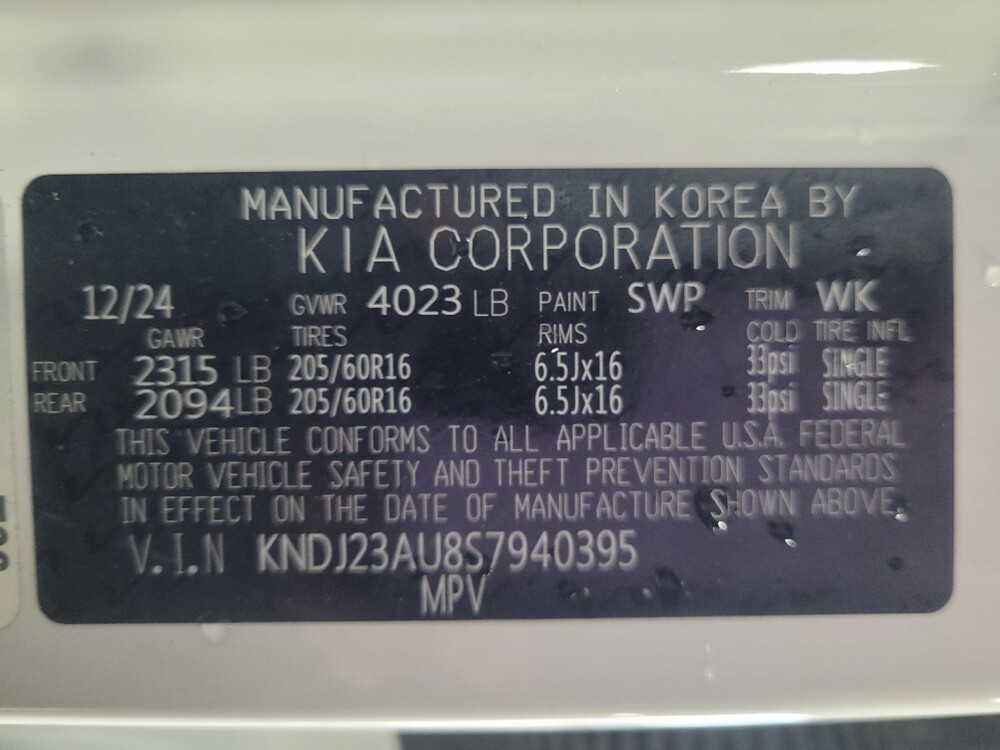 MANUFACTURED IN KOREA BY
KIA CORPORATION
12/24 GVWR 4023 LB PAINT SWP TRIM WK
GAWR TIRES RIMS COLD TIRE INFL
FRONT 2315 LB 205/60R16 6.5Jx16 33psi SINGLE
REAR 2094LB 205/60R16 6.5Jx16 33psi SINGLE
THIS VEHICLE CONFORMS TO ALL APPLICABLE U.S.A. FEDERAL
MOTOR VEHICLE SAFETY AND THEFT PREVENTION STANDARDS
IN EFFECT ON THE DATE OF MANUFACTURE SHOWN ABOVE.
V.I.N KNDJ23AU8S7940395
MPV